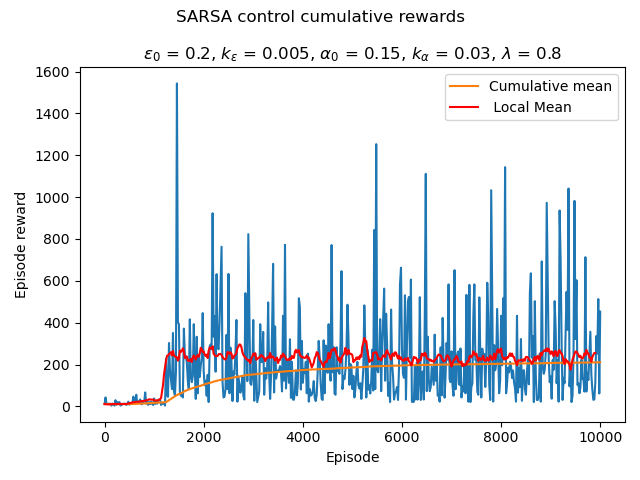 SARSA control cumulative rewards
ε₀ = 0.2, kε = 0.005, α₀ = 0.15, kα = 0.03, λ = 0.8
Cumulative mean
Local Mean
Episode reward
1600
1400
1200
1000
800
600
400
200
0
0 2000 4000 6000 8000 10000
Episode